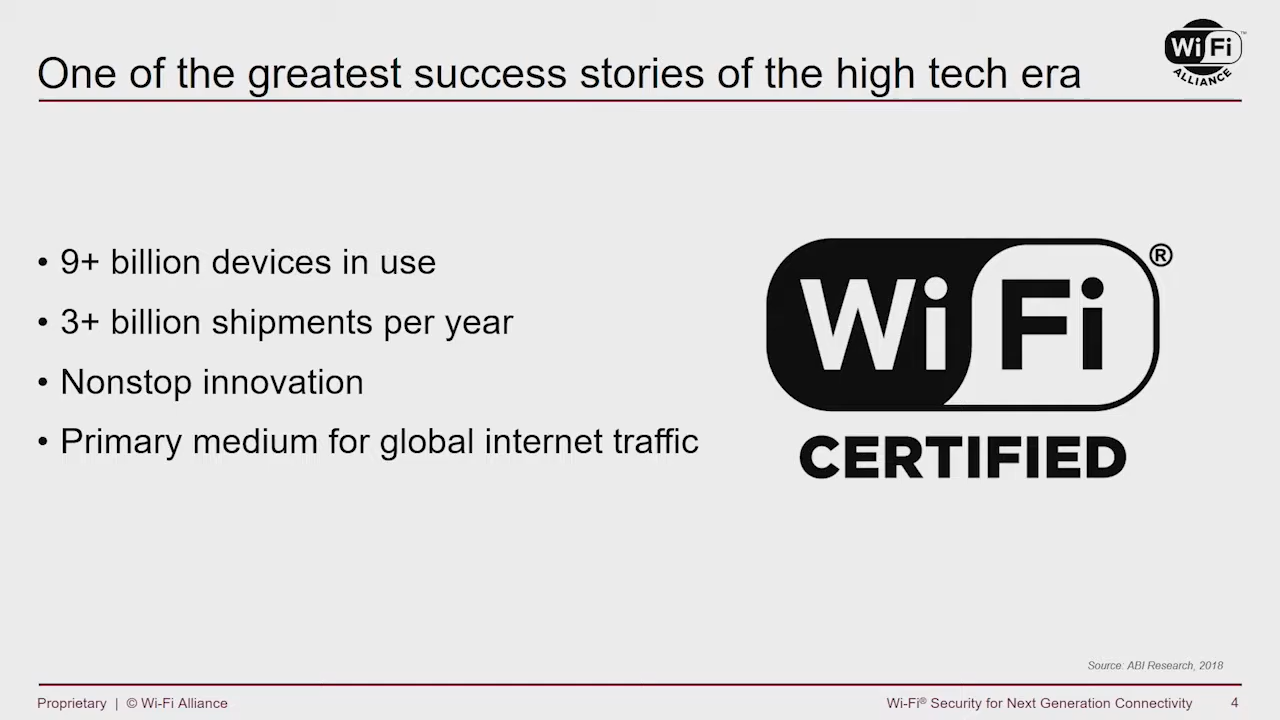 One of the greatest success stories of the high tech era
Wi Fi™
ALLIANCE
• 9+ billion devices in use
• 3+ billion shipments per year
• Nonstop innovation
• Primary medium for global internet traffic
Wi Fi®
CERTIFIED
Source: ABI Research, 2018
Proprietary | © Wi-Fi Alliance
Wi-Fi® Security for Next Generation Connectivity 4